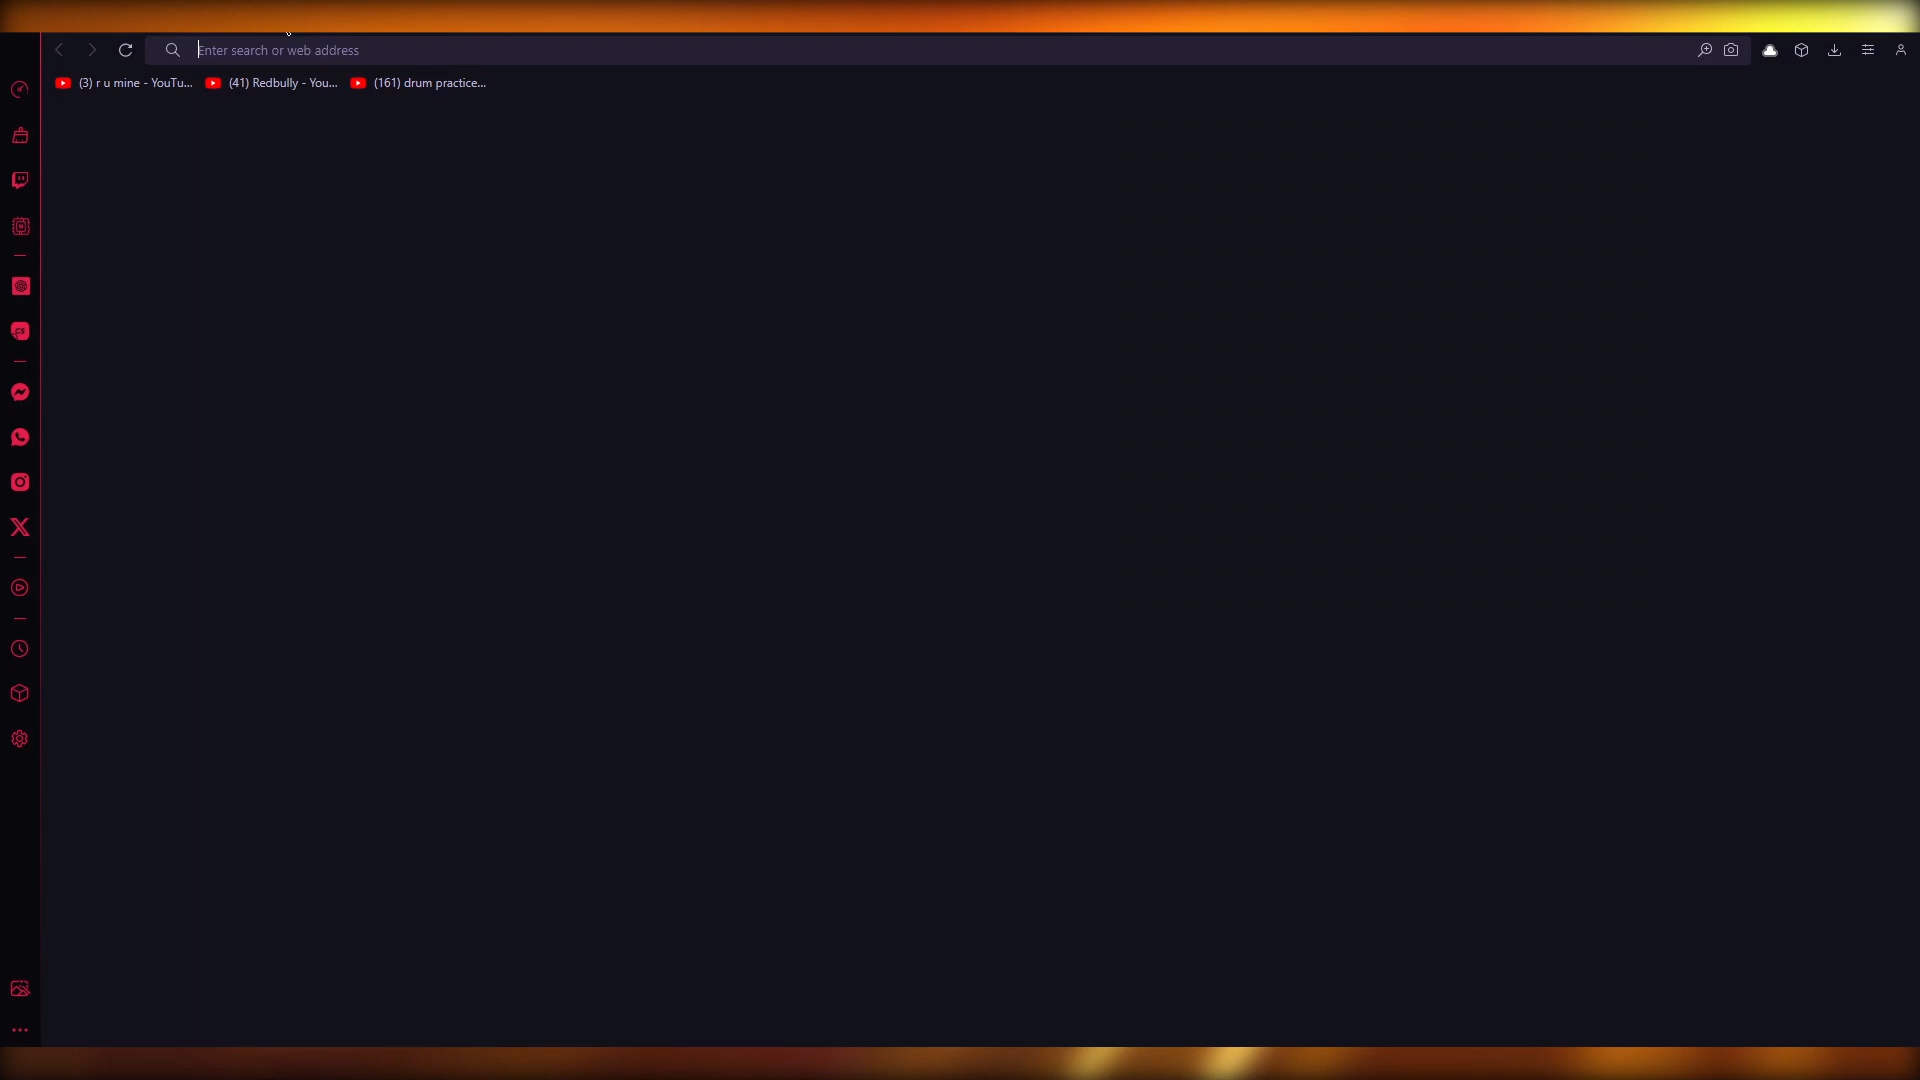 Enter search or web address
(3) r u mine - YouTu... (41) Redbully - You... (161) drum practice...